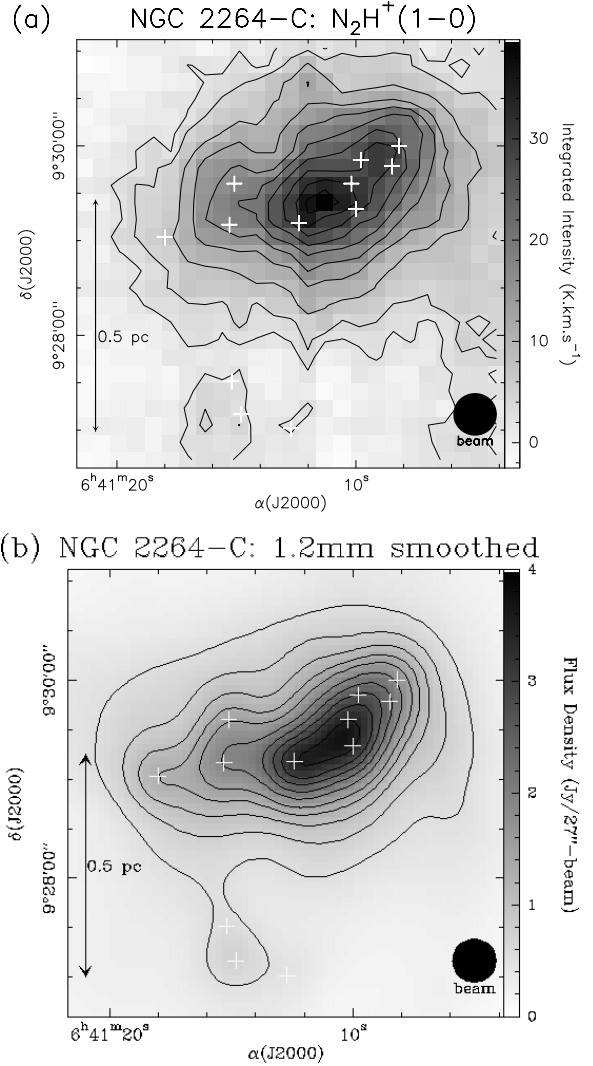 (a) NGC 2264-C: N₂H⁺(1-0)
9°30'00"
9°28'00"
δ(J2000)
0.5 pc
beam
6ʰ41ᵐ20ˢ
10ˢ
α(J2000)
30
20
10
0
Integrated Intensity (K.km.s⁻¹)
(b) NGC 2264-C: 1.2mm smoothed
9°30'00"
9°28'00"
δ(J2000)
0.5 pc
beam
6ʰ41ᵐ20ˢ
10ˢ
α(J2000)
4
3
2
1
0
Flux Density (Jy/27"-beam)